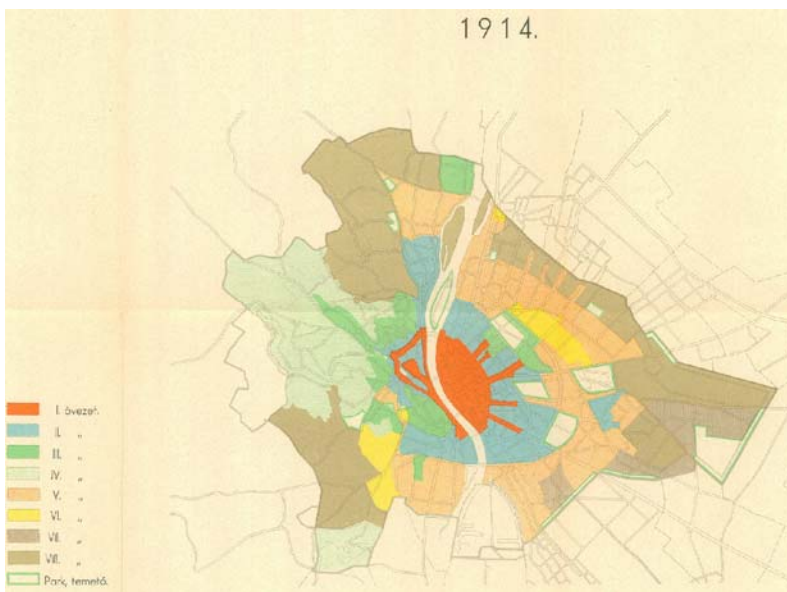 1914.
I. övezet.
II. „
III. „
IV. „
V. „
VI. „
VII. „
VIII. „
Park, temető.